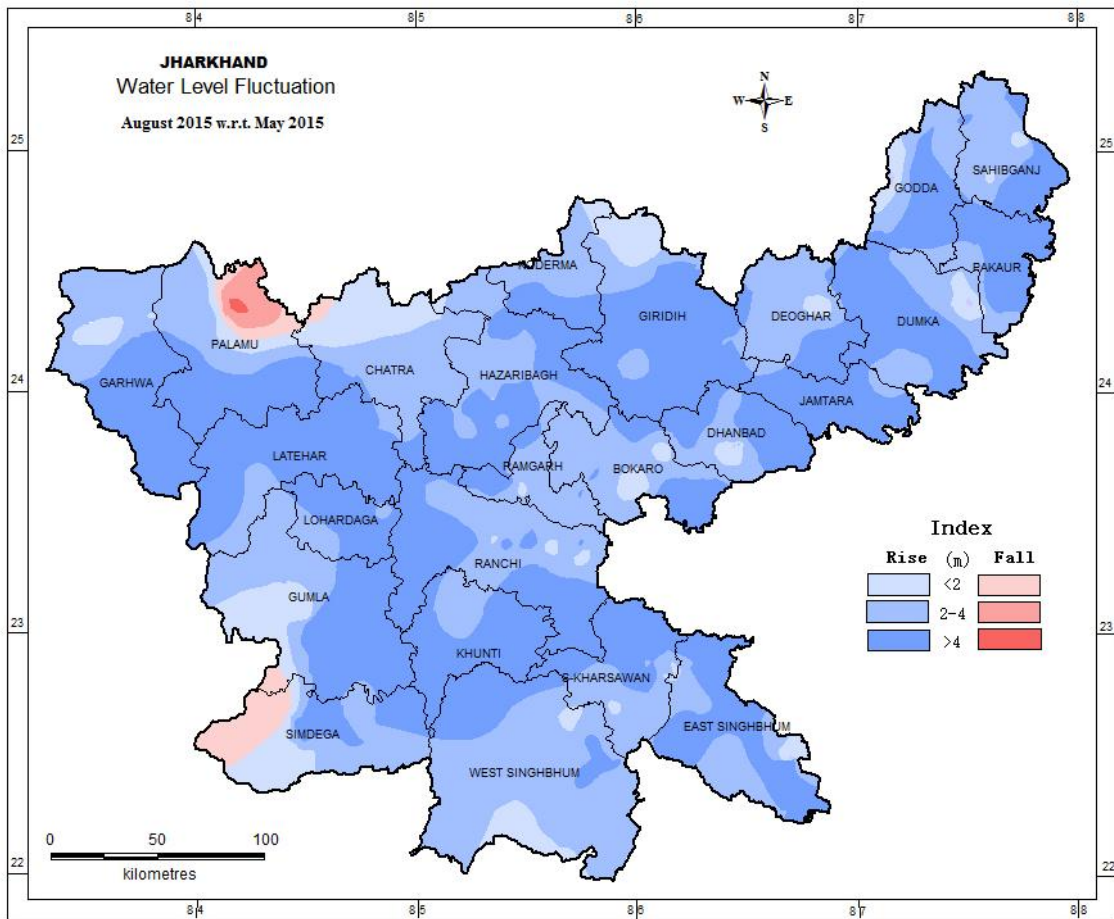 84 85 86 87 88
JHARKHAND
Water Level Fluctuation
August 2015 w.r.t. May 2015
N
W E
S
25 25
SAHIBGANJ
GODDA
KODERMA
PAKAUR
GIRIDIH
DEOGHAR
DUMKA
PALAMU
CHATRA
HAZARIBAGH
GARHWA
24 24
JAMTARA
DHANBAD
LATEHAR
RAMGARH
BOKARO
LOHARDAGA
RANCHI
GUMLA
KHUNTI
S-KHARSAWAN
EAST SINGHBHUM
SIMDEGA
WEST SINGHBHUM
Index
Rise (m) Fall
<2
2-4
>4
23 23
0 50 100
kilometres
22 22
84 85 86 87 88